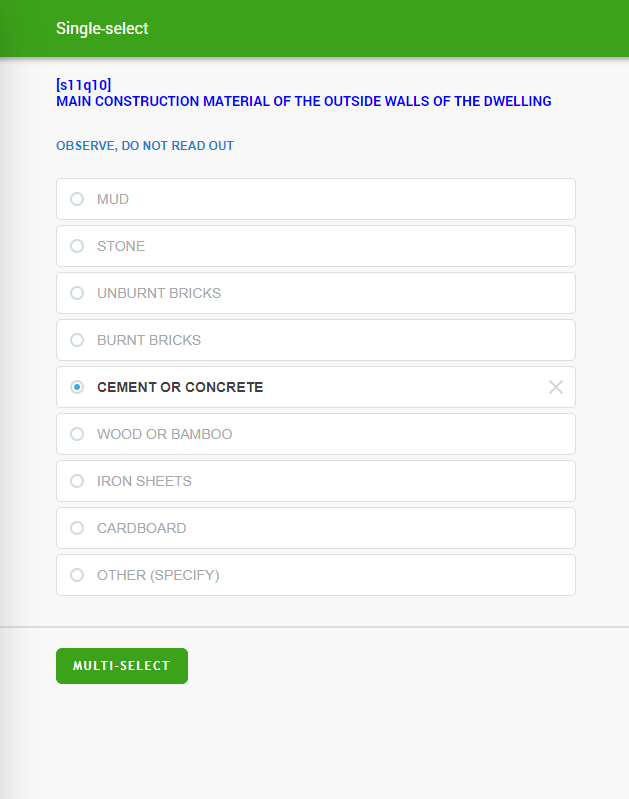 Single-select
[s11q10]
MAIN CONSTRUCTION MATERIAL OF THE OUTSIDE WALLS OF THE DWELLING
OBSERVE, DO NOT READ OUT
MUD
STONE
UNBURNT BRICKS
BURNT BRICKS
CEMENT OR CONCRETE
WOOD OR BAMBOO
IRON SHEETS
CARDBOARD
OTHER (SPECIFY)
MULTI-SELECT